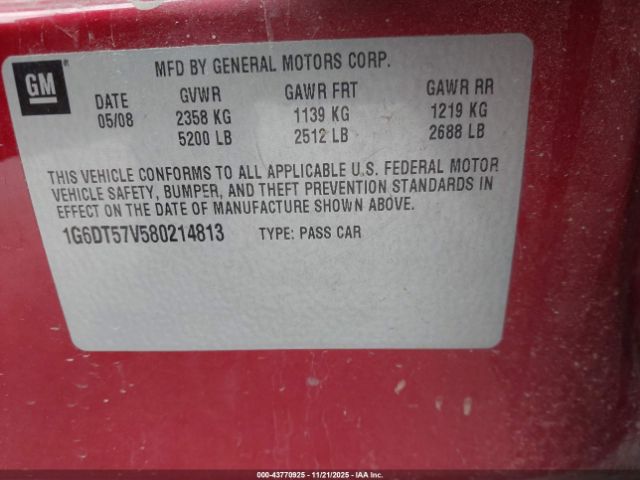 GM
MFD BY GENERAL MOTORS CORP.
DATE GVWR GAWR FRT GAWR RR
05/08 2358 KG 1139 KG 1219 KG
5200 LB 2512 LB 2688 LB
THIS VEHICLE CONFORMS TO ALL APPLICABLE U.S. FEDERAL MOTOR
VEHICLE SAFETY, BUMPER, AND THEFT PREVENTION STANDARDS IN
EFFECT ON THE DATE OF MANUFACTURE SHOWN ABOVE.
1G6DT57V580214813 TYPE: PASS CAR
000-43770925 - 11/21/2025 - IAAI, Inc.